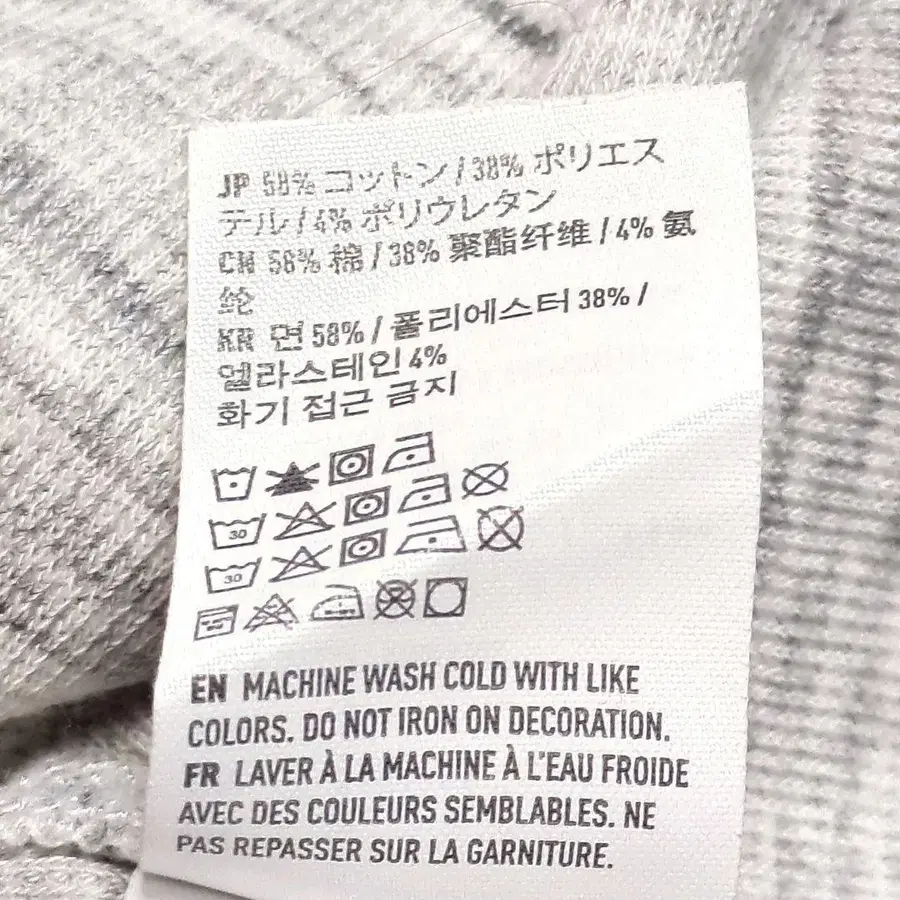 JP 58% コットン / 38% ポリエス
テル / 4% ポリウレタン
CN 58% 棉 / 38% 聚酯纤维 / 4% 氨
纶
KR 면 58% / 폴리에스터 38% /
엘라스테인 4%
화기 접근 금지
30
30
EN MACHINE WASH COLD WITH LIKE
COLORS. DO NOT IRON ON DECORATION.
FR LAVER À LA MACHINE À L'EAU FROIDE
AVEC DES COULEURS SEMBLABLES. NE
PAS REPASSER SUR LA GARNITURE.